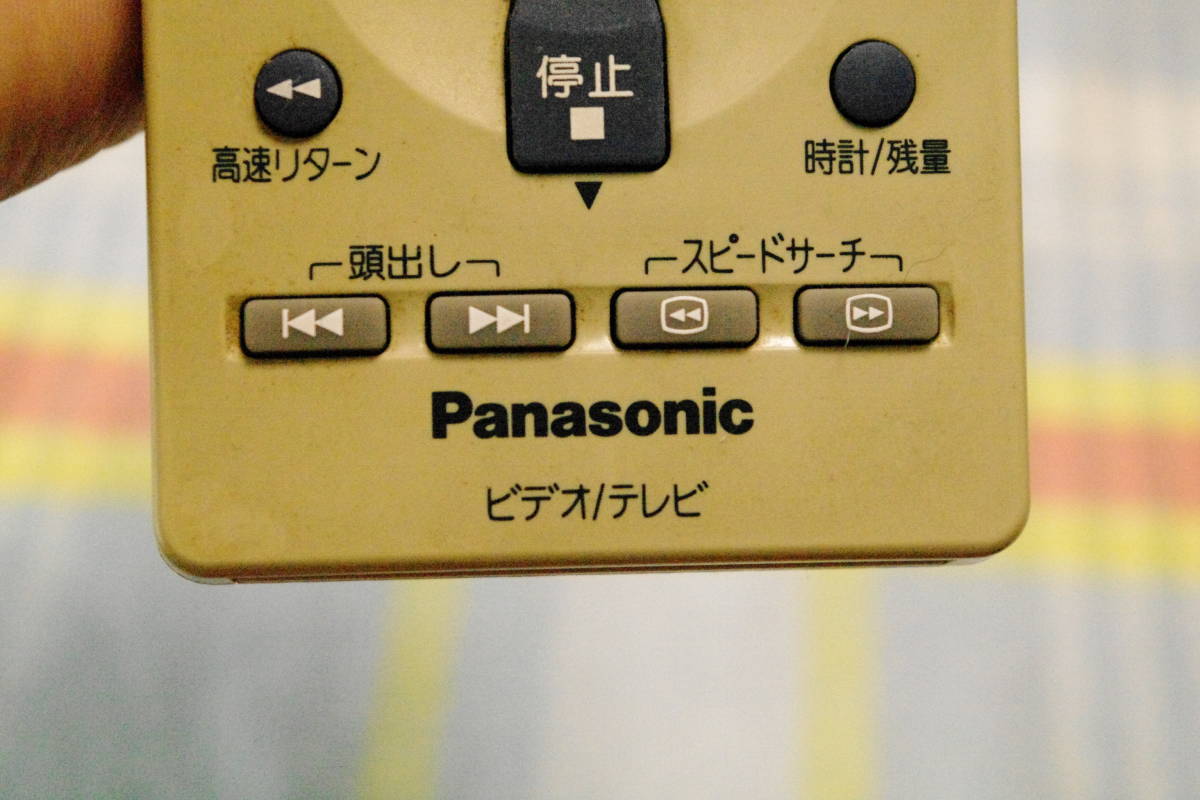 停止
高速リターン
時計/残量
頭出し
スピードサーチ
Panasonic
ビデオ/テレビ